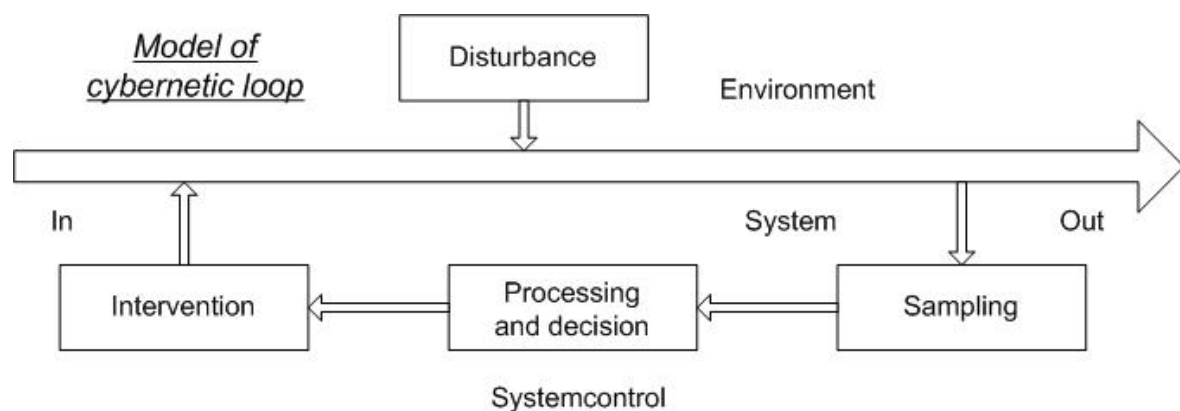 Model of
cybernetic loop
Disturbance
Environment
In
System
Out
Intervention
Processing
and decision
Sampling
Systemcontrol